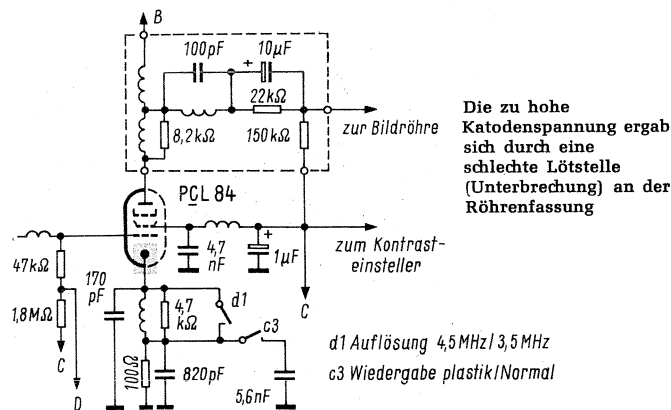 B
100pF
10µF
+
22kΩ
8,2kΩ
150kΩ
zur Bildröhre
Die zu hohe
Katodenspannung ergab
sich durch eine
schlechte Lötstelle
(Unterbrechung) an der
Röhrenfassung
PCL 84
47kΩ
1,8MΩ
C
D
170
pF
4,7
nF
+
1µF
zum Kontrast-
einsteller
C
4,7
kΩ
d1
c3
100Ω
820pF
5,6nF
d1 Auflösung 4,5 MHz/3,5MHz
c3 Wiedergabe plastik/Normal